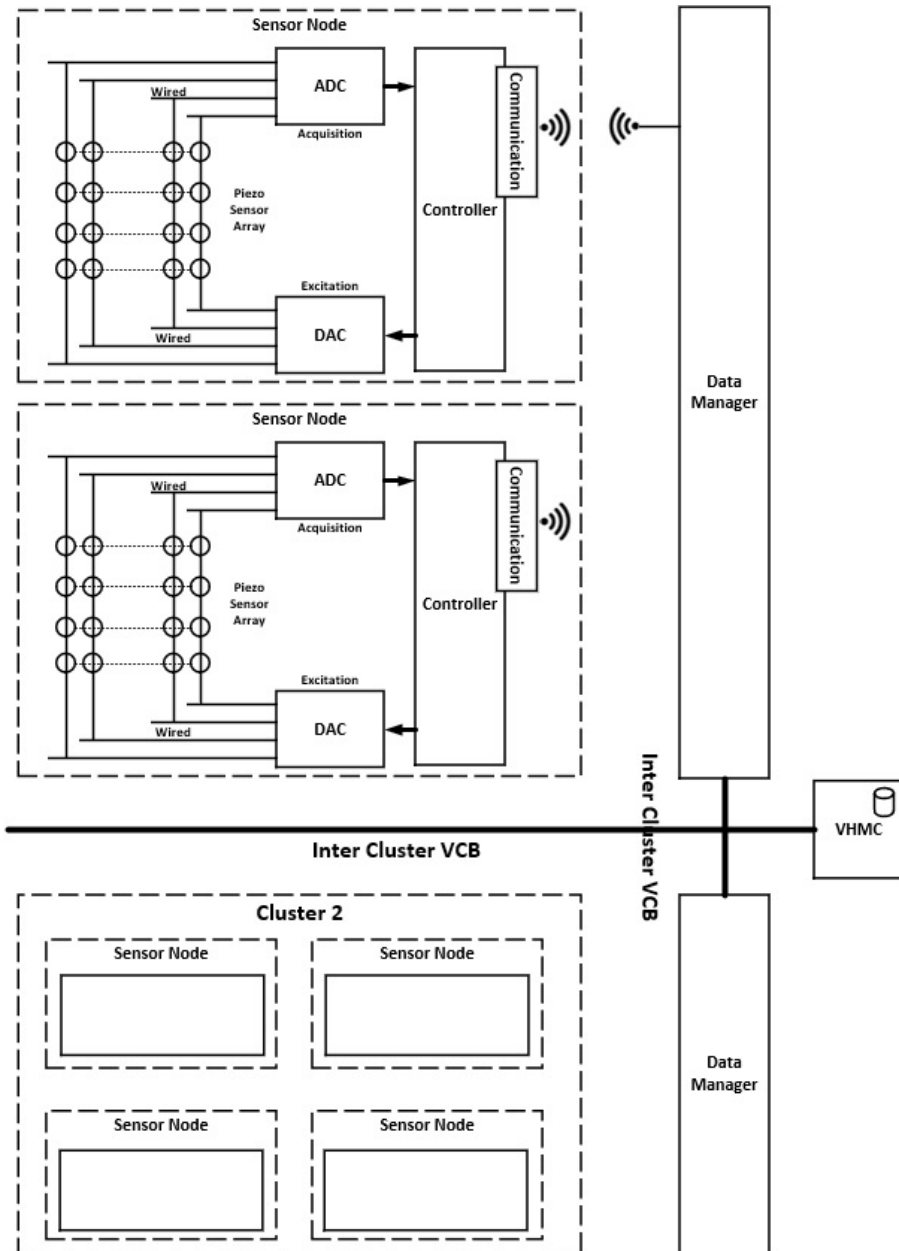 Sensor Node
ADC
Wired
Acquisition
Communication
Piezo
Sensor
Array
Controller
Excitation
DAC
Wired
Data
Manager
Sensor Node
ADC
Wired
Acquisition
Communication
Piezo
Sensor
Array
Controller
Excitation
DAC
Wired
Inter Cluster VCB
VHMC
Inter Cluster VCB
Cluster 2
Sensor Node
Sensor Node
Data
Manager
Sensor Node
Sensor Node